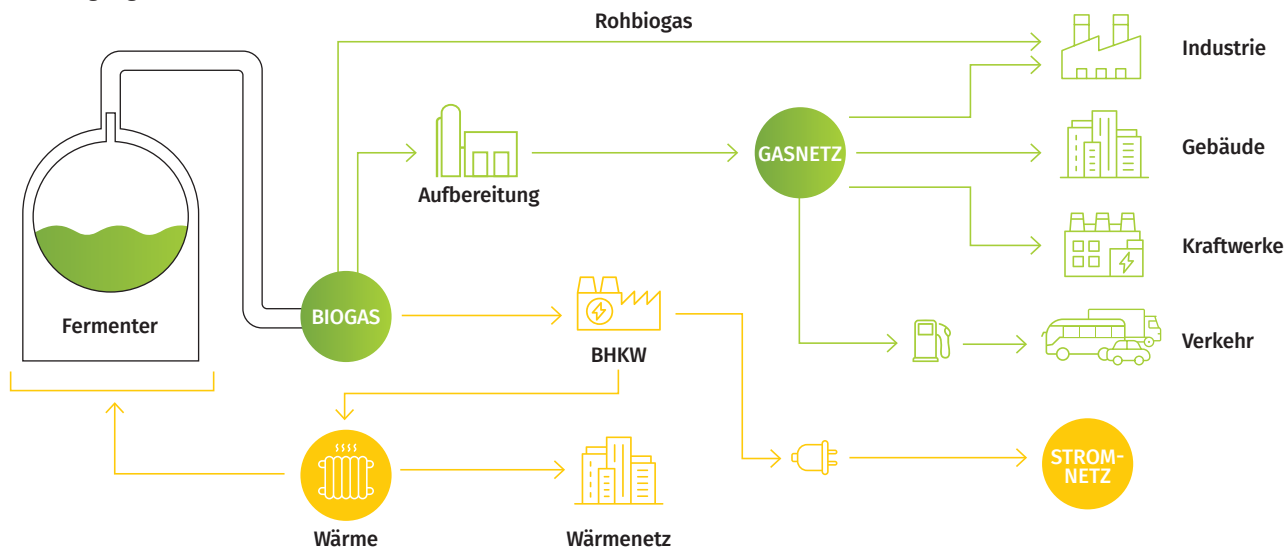 Rohbiogas
Industrie
GASNETZ
Gebäude
Aufbereitung
Kraftwerke
Fermenter
BIOGAS
BHKW
Verkehr
STROM-
NETZ
Wärme
Wärmenetz